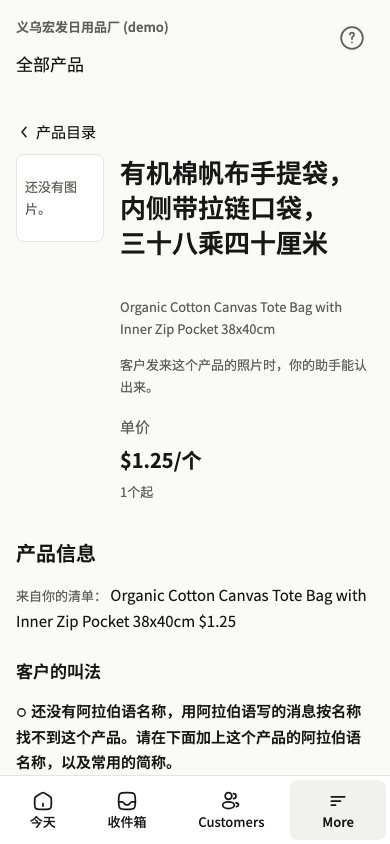 义乌宏发日用品厂 (demo)
全部产品
产品目录
还没有图
片。
有机棉帆布手提袋，
内侧带拉链口袋，
三十八乘四十厘米
Organic Cotton Canvas Tote Bag with
Inner Zip Pocket 38x40cm
客户发来这个产品的照片时，你的助手能认
出来。
单价
$1.25/个
1个起
产品信息
来自你的清单： Organic Cotton Canvas Tote Bag with
Inner Zip Pocket 38x40cm $1.25
客户的叫法
还没有阿拉伯语名称，用阿拉伯语写的消息按名称
找不到这个产品。请在下面加上这个产品的阿拉伯语
名称，以及常用的简称。
今天
收件箱
Customers
More